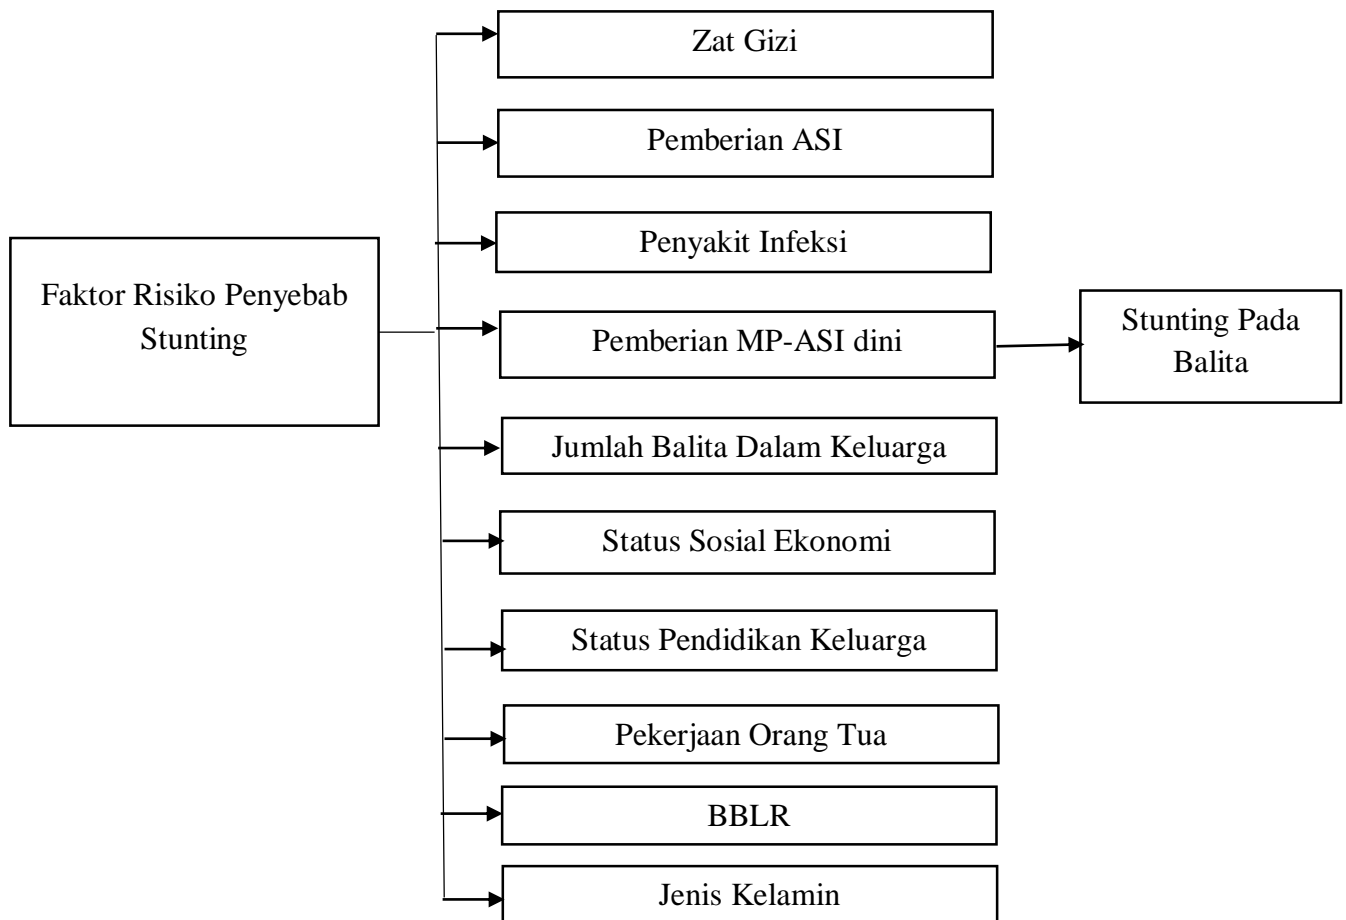 Faktor Risiko Penyebab
Stunting
Zat Gizi
Pemberian ASI
Penyakit Infeksi
Pemberian MP-ASI dini
Jumlah Balita Dalam Keluarga
Status Sosial Ekonomi
Status Pendidikan Keluarga
Pekerjaan Orang Tua
BBLR
Jenis Kelamin
Stunting Pada
Balita